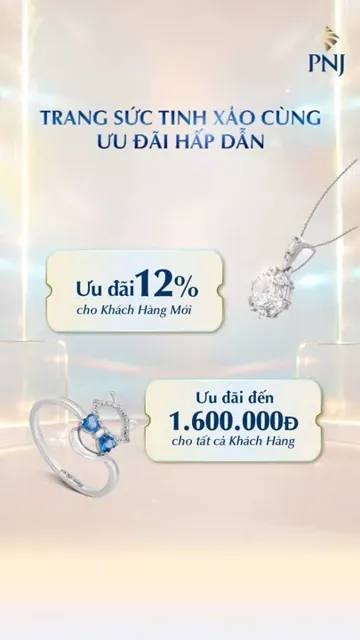 PNJ
TRANG SỨC TINH XẢO CÙNG
ƯU ĐÃI HẤP DẪN
Ưu đãi 12%
cho Khách Hàng Mới
Ưu đãi đến
1.600.000Đ
cho tất cả Khách Hàng